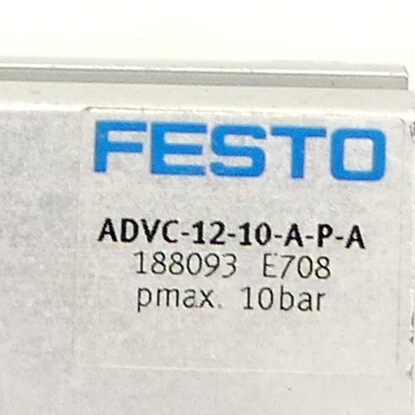 FESTO
ADVC-12-10-A-P-A
188093 E708
pmax. 10bar